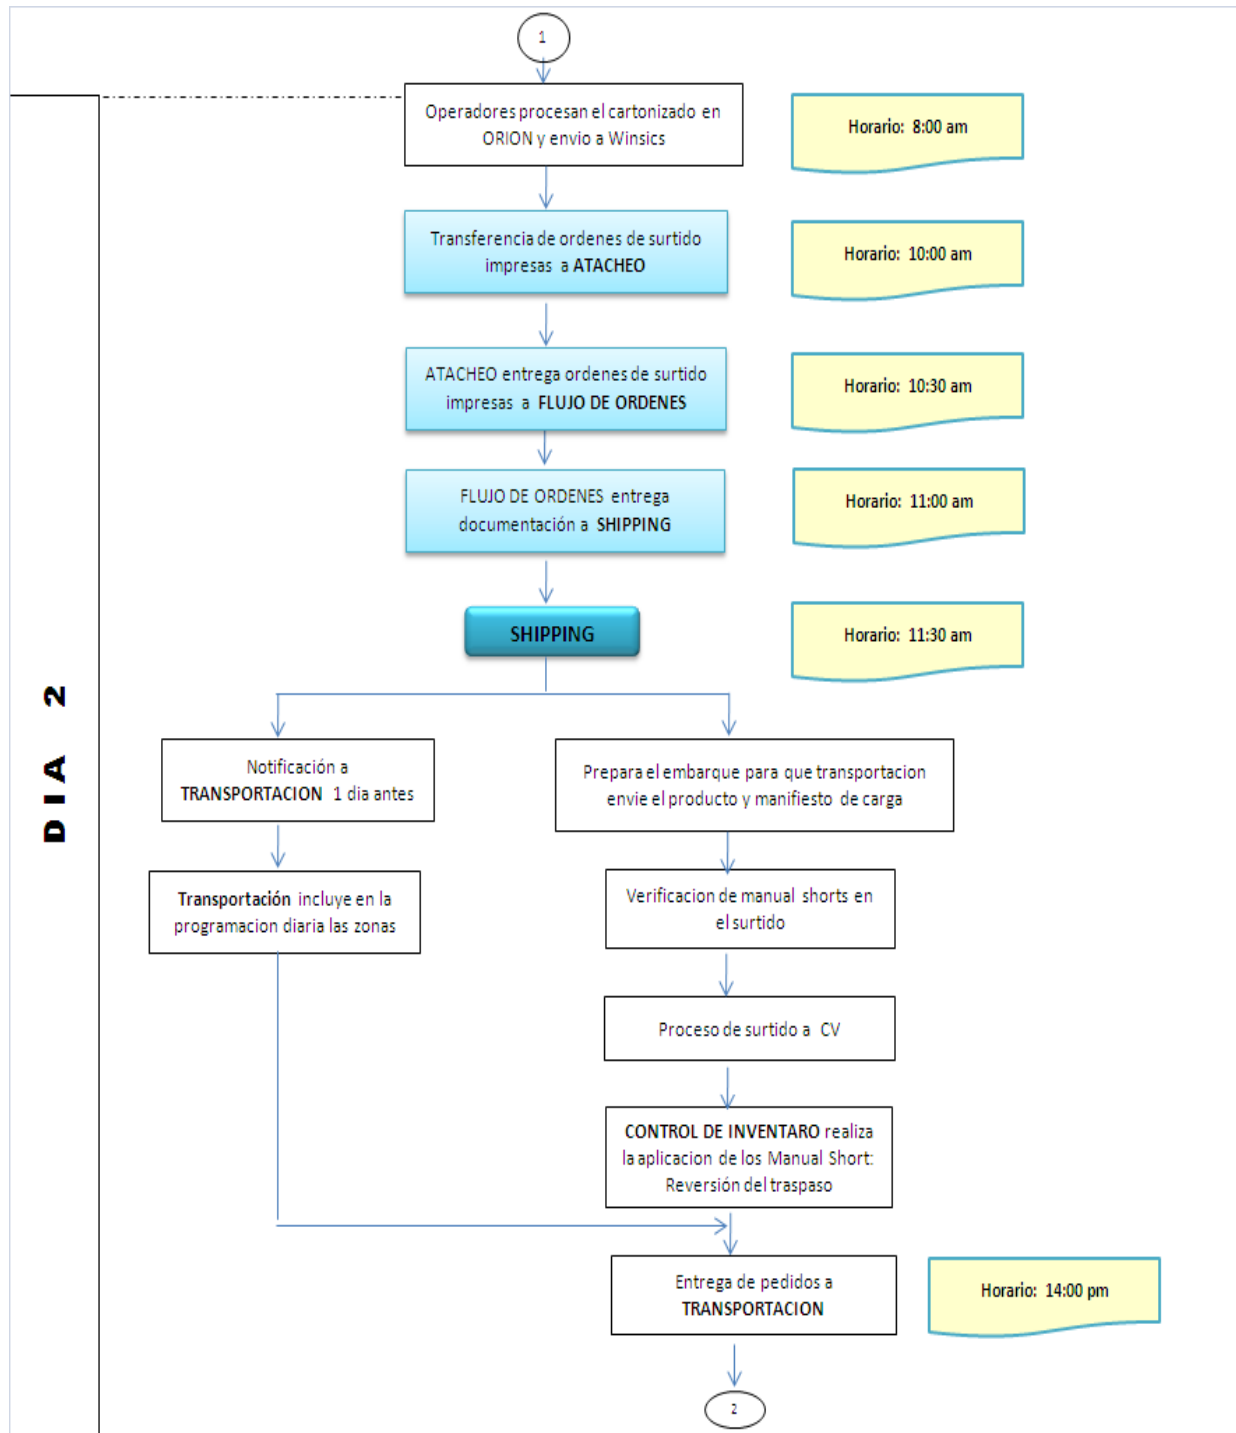 1
Operadores procesan el cartonizado en
ORION y envio a Winsics
Horario: 8:00 am
Transferencia de ordenes de surtido
impresas a ATACHEO
Horario: 10:00 am
ATACHEO entrega ordenes de surtido
impresas a FLUJO DE ORDENES
Horario: 10:30 am
FLUJO DE ORDENES entrega
documentación a SHIPPING
Horario: 11:00 am
SHIPPING
Horario: 11:30 am
DIA 2
Notificación a
TRANSPORTACION 1 dia antes
Prepara el embarque para que transportacion
envie el producto y manifiesto de carga
Transportación incluye en la
programacion diaria las zonas
Verificacion de manual shorts en
el surtido
Proceso de surtido a CV
CONTROL DE INVENTARO realiza
la aplicacion de los Manual Short:
Reversión del traspaso
Entrega de pedidos a
TRANSPORTACION
Horario: 14:00 pm
2